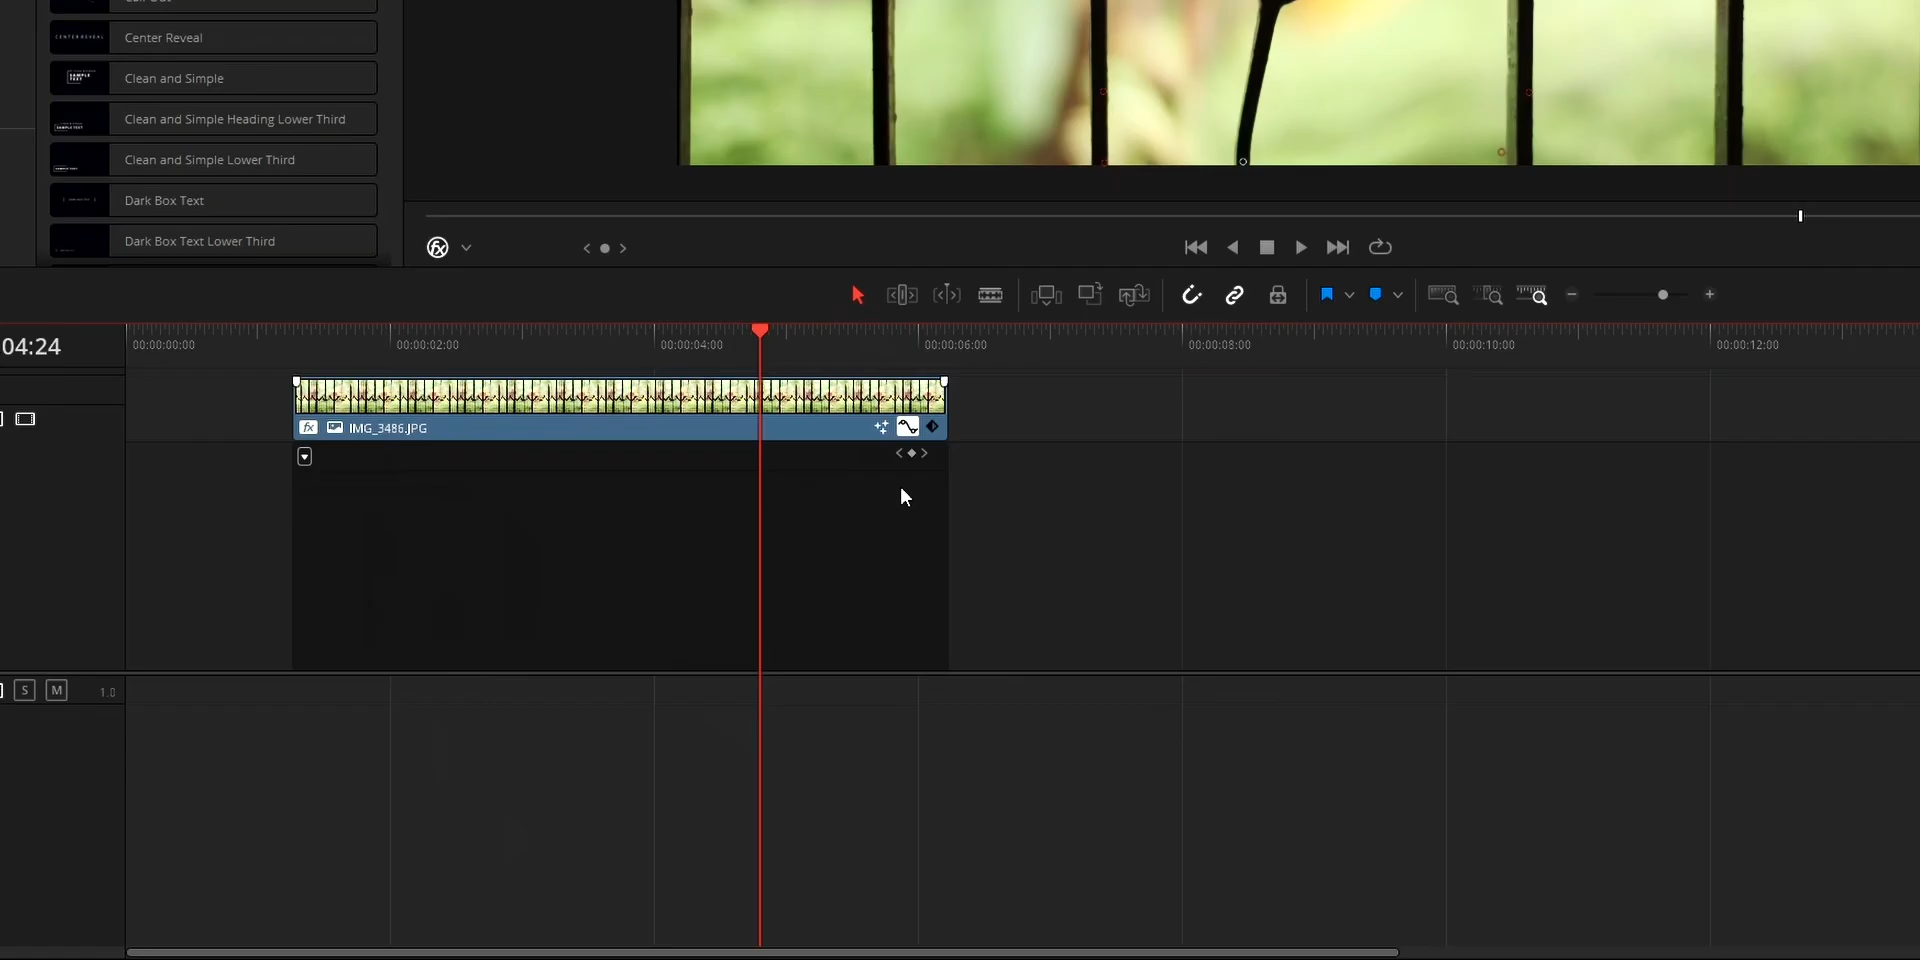 Center Reveal
Clean and Simple
Clean and Simple Heading Lower Third
Clean and Simple Lower Third
Dark Box Text
Dark Box Text Lower Third
04:24
00:00:00:00
00:00:02:00
00:00:04:00
00:00:06:00
00:00:08:00
00:00:10:00
00:00:12:00
fx IMG_3486.JPG
S M 1.0